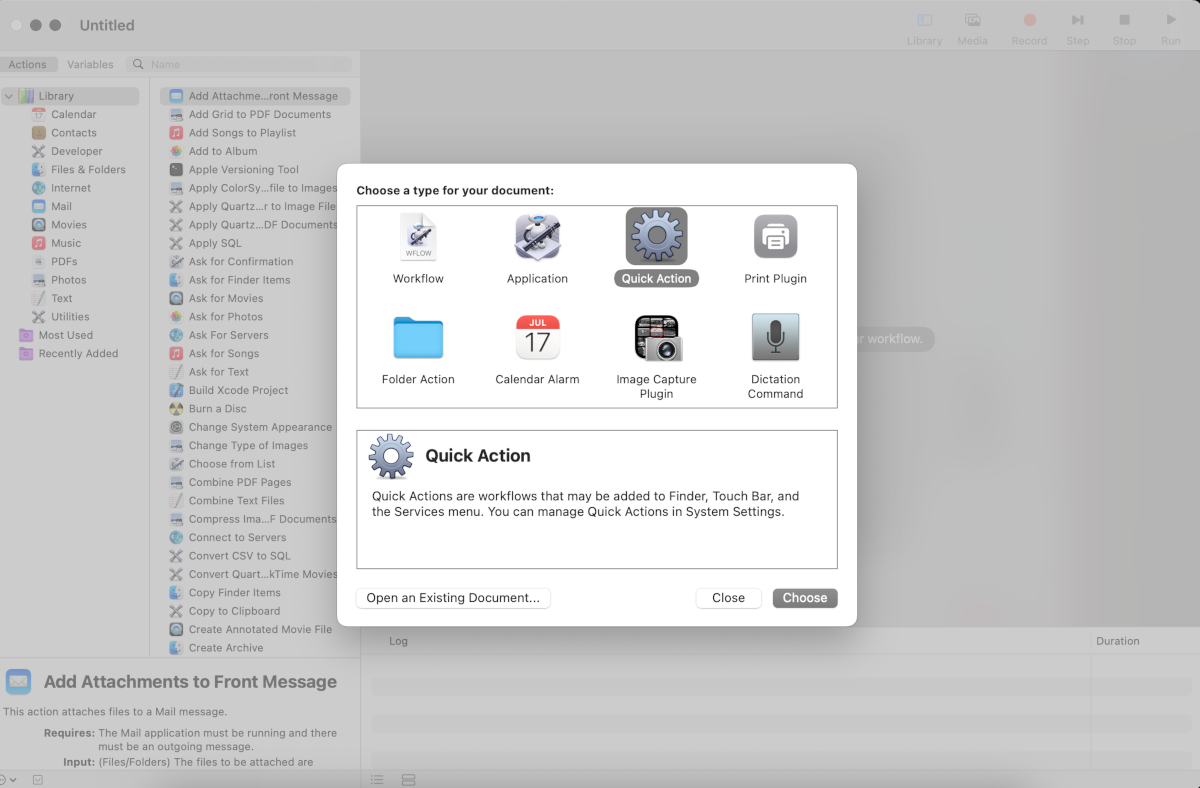 Untitled
Library
Media
Record
Step
Stop
Run
Actions
Variables
Name
Library
Calendar
Contacts
Developer
Files & Folders
Internet
Mail
Movies
Music
PDFs
Photos
Text
Utilities
Most Used
Recently Added
Add Attachme...ront Message
Add Grid to PDF Documents
Add Songs to Playlist
Add to Album
Apple Versioning Tool
Apply ColorSy...file to Images
Apply Quartz...r to Image File
Apply Quartz...DF Documents
Apply SQL
Ask for Confirmation
Ask for Finder Items
Ask for Movies
Ask for Photos
Ask For Servers
Ask for Songs
Ask for Text
Build Xcode Project
Burn a Disc
Change System Appearance
Change Type of Images
Choose from List
Combine PDF Pages
Combine Text Files
Compress Ima...F Documents
Connect to Servers
Convert CSV to SQL
Convert Quart...kTime Movies
Copy Finder Items
Copy to Clipboard
Create Annotated Movie File
Create Archive
Choose a type for your document:
WFLOW
Workflow
Application
Quick Action
Print Plugin
Folder Action
JUL
17
Calendar Alarm
Image Capture
Plugin
Dictation
Command
r workflow.
Quick Action
Quick Actions are workflows that may be added to Finder, Touch Bar, and
the Services menu. You can manage Quick Actions in System Settings.
Open an Existing Document...
Close
Choose
Log
Duration
Add Attachments to Front Message
This action attaches files to a Mail message.
Requires: The Mail application must be running and there
must be an outgoing message.
Input: (Files/Folders) The files to be attached are